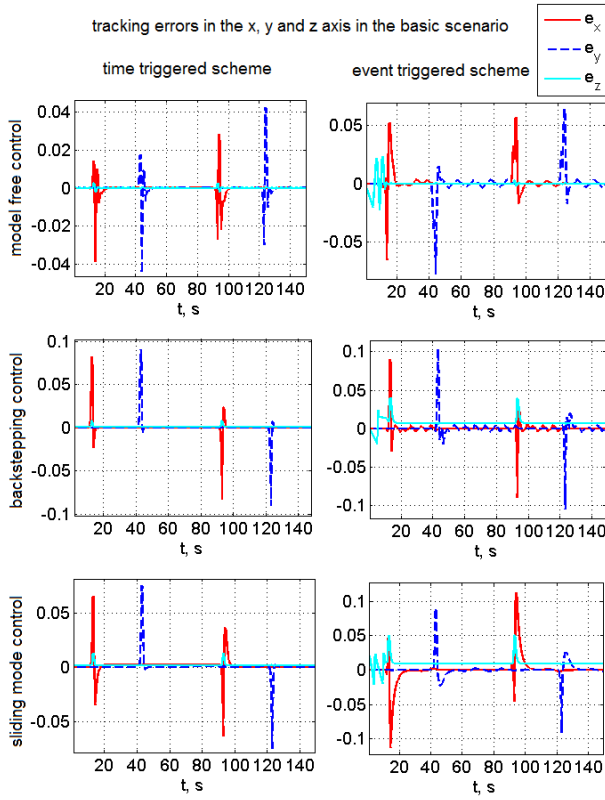 tracking errors in the x, y and z axis in the basic scenario
e_x
e_y
e_z
time triggered scheme
event triggered scheme
model free control
0.04
0.02
0
-0.02
-0.04
20 40 60 80 100 120 140
t, s
0.05
0
-0.05
20 40 60 80 100 120 140
t, s
backstepping control
0.1
0.05
0
-0.05
-0.1
20 40 60 80 100 120 140
t, s
0.1
0.05
0
-0.05
-0.1
20 40 60 80 100 120 140
t, s
sliding mode control
0.05
0
-0.05
20 40 60 80 100 120 140
t, s
0.1
0.05
0
-0.05
-0.1
20 40 60 80 100 120 140
t, s